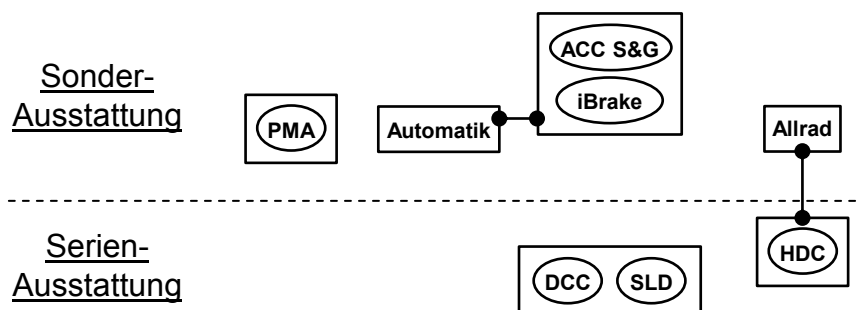 Sonder-
Ausstattung
PMA
Automatik
ACC S&G
iBrake
Allrad
Serien-
Ausstattung
DCC
SLD
HDC